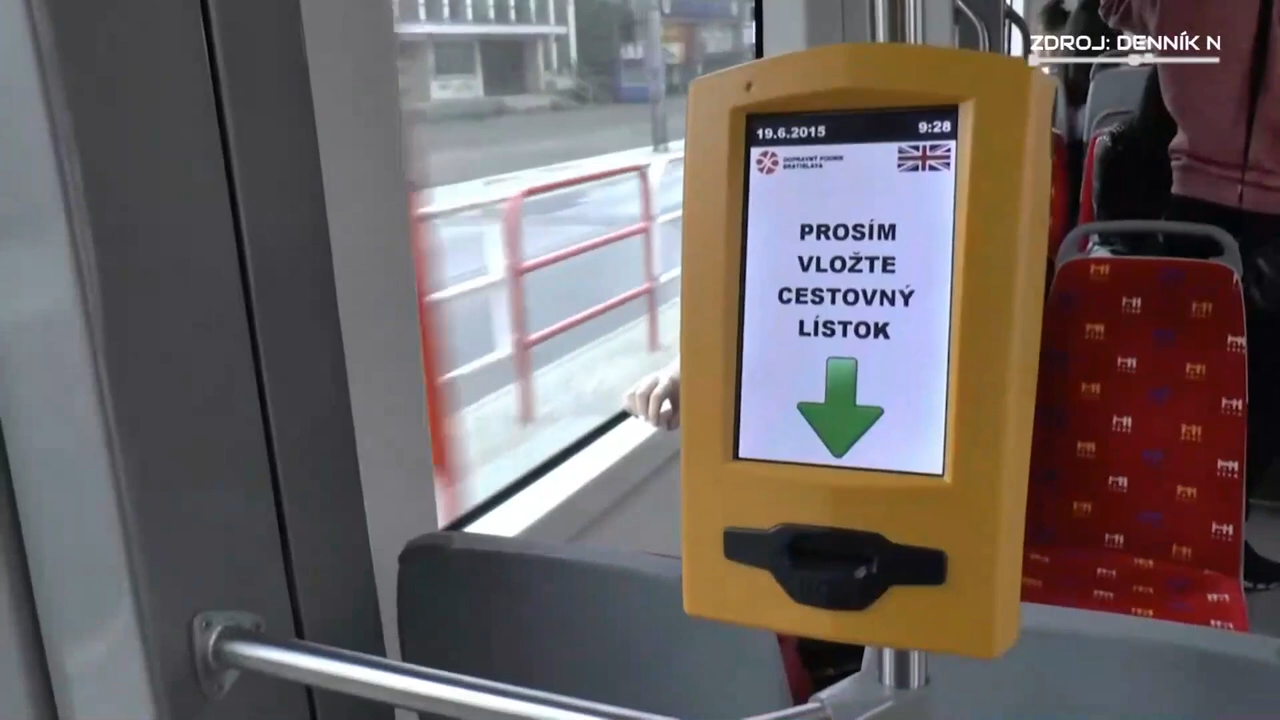 ZDROJ: DENNÍK N
19.6.2015 9:28
DOPRAVNÝ PODNIK
BRATISLAVA
PROSÍM
VLOŽTE
CESTOVNÝ
LÍSTOK